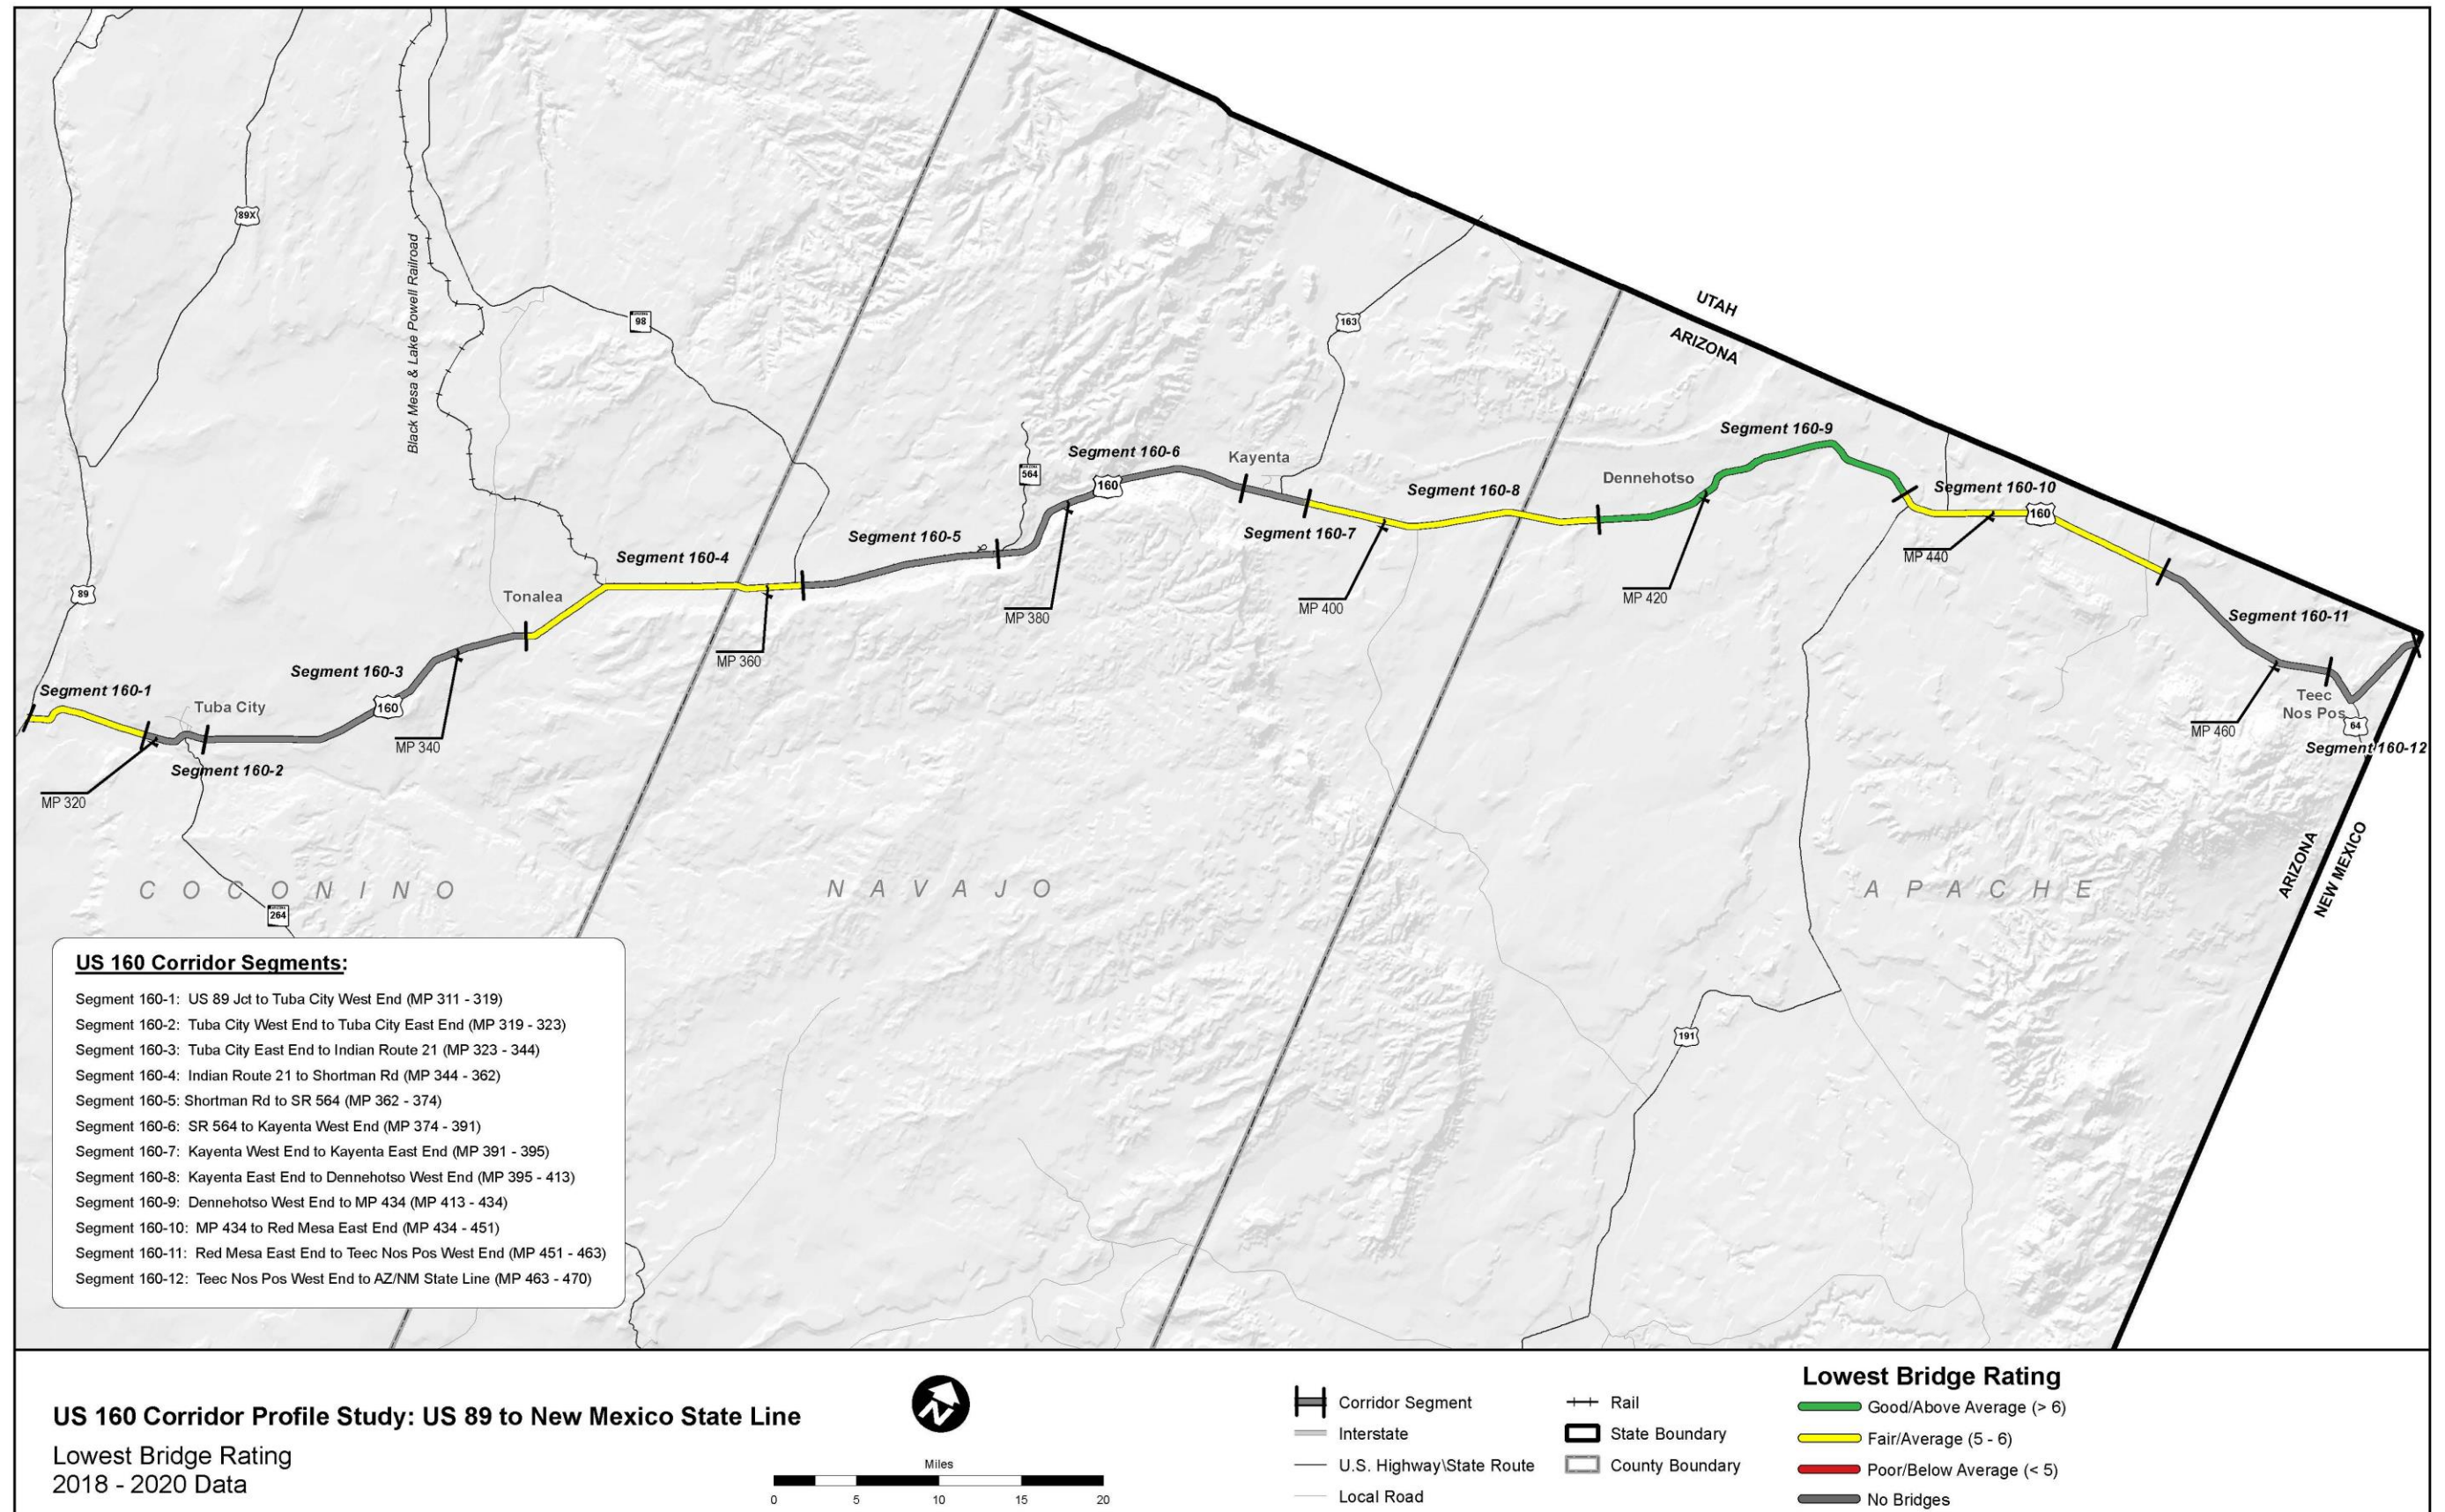 UTAH
ARIZONA
89X
Black Mesa & Lake Powell Railroad
98
163
Segment 160-9
Segment 160-6
Kayenta
564
160
Dennehotso
Segment 160-8
Segment 160-10
160
Segment 160-7
Segment 160-5
Segment 160-4
MP 440
89
Tonalea
MP 380
MP 400
MP 420
Segment 160-11
MP 360
Segment 160-3
Segment 160-1
Tuba City
160
Teec
Nos Pos
64
MP 460
MP 340
Segment 160-12
Segment 160-2
MP 320
ARIZONA
NEW MEXICO
COCONINO
NAVAJO
APACHE
264
191
US 160 Corridor Segments:
Segment 160-1: US 89 Jct to Tuba City West End (MP 311 - 319)
Segment 160-2: Tuba City West End to Tuba City East End (MP 319 - 323)
Segment 160-3: Tuba City East End to Indian Route 21 (MP 323 - 344)
Segment 160-4: Indian Route 21 to Shortman Rd (MP 344 - 362)
Segment 160-5: Shortman Rd to SR 564 (MP 362 - 374)
Segment 160-6: SR 564 to Kayenta West End (MP 374 - 391)
Segment 160-7: Kayenta West End to Kayenta East End (MP 391 - 395)
Segment 160-8: Kayenta East End to Dennehotso West End (MP 395 - 413)
Segment 160-9: Dennehotso West End to MP 434 (MP 413 - 434)
Segment 160-10: MP 434 to Red Mesa East End (MP 434 - 451)
Segment 160-11: Red Mesa East End to Teec Nos Pos West End (MP 451 - 463)
Segment 160-12: Teec Nos Pos West End to AZ/NM State Line (MP 463 - 470)
US 160 Corridor Profile Study: US 89 to New Mexico State Line
Lowest Bridge Rating
2018 - 2020 Data
N
Miles
0 5 10 15 20
Corridor Segment
Interstate
U.S. Highway\State Route
Local Road
Rail
State Boundary
County Boundary
Lowest Bridge Rating
Good/Above Average (> 6)
Fair/Average (5 - 6)
Poor/Below Average (< 5)
No Bridges